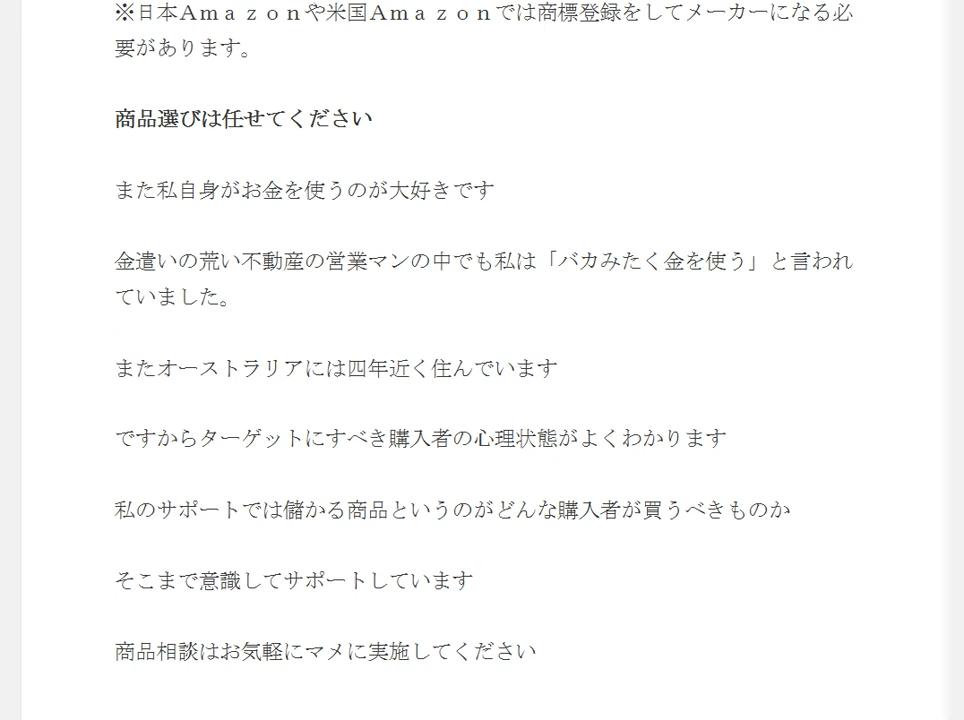 ※日本Ａｍａｚｏｎや米国Ａｍａｚｏｎでは商標登録をしてメーカーになる必
要があります。
商品選びは任せてください
また私自身がお金を使うのが大好きです
金遣いの荒い不動産の営業マンの中でも私は「バカみたく金を使う」と言われ
ていました。
またオーストラリアには四年近く住んでいます
ですからターゲットにすべき購入者の心理状態がよくわかります
私のサポートでは儲かる商品というのがどんな購入者が買うべきものか
そこまで意識してサポートしています
商品相談はお気軽にマメに実施してください